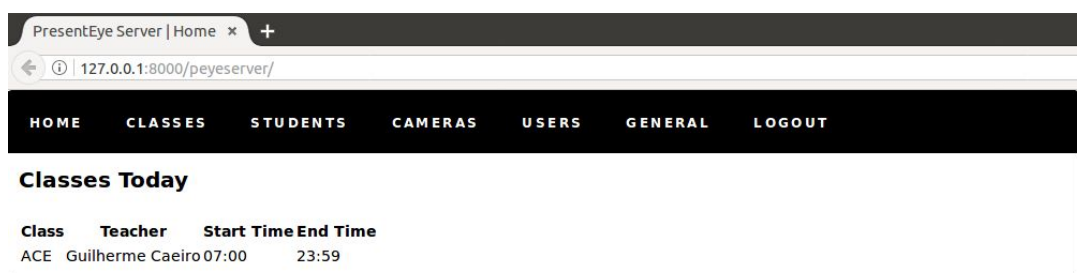 PresentEye Server | Home × +
127.0.0.1:8000/peyeserver/
HOME CLASSES STUDENTS CAMERAS USERS GENERAL LOGOUT
Classes Today
Class Teacher Start Time End Time
ACE Guilherme Caeiro 07:00 23:59